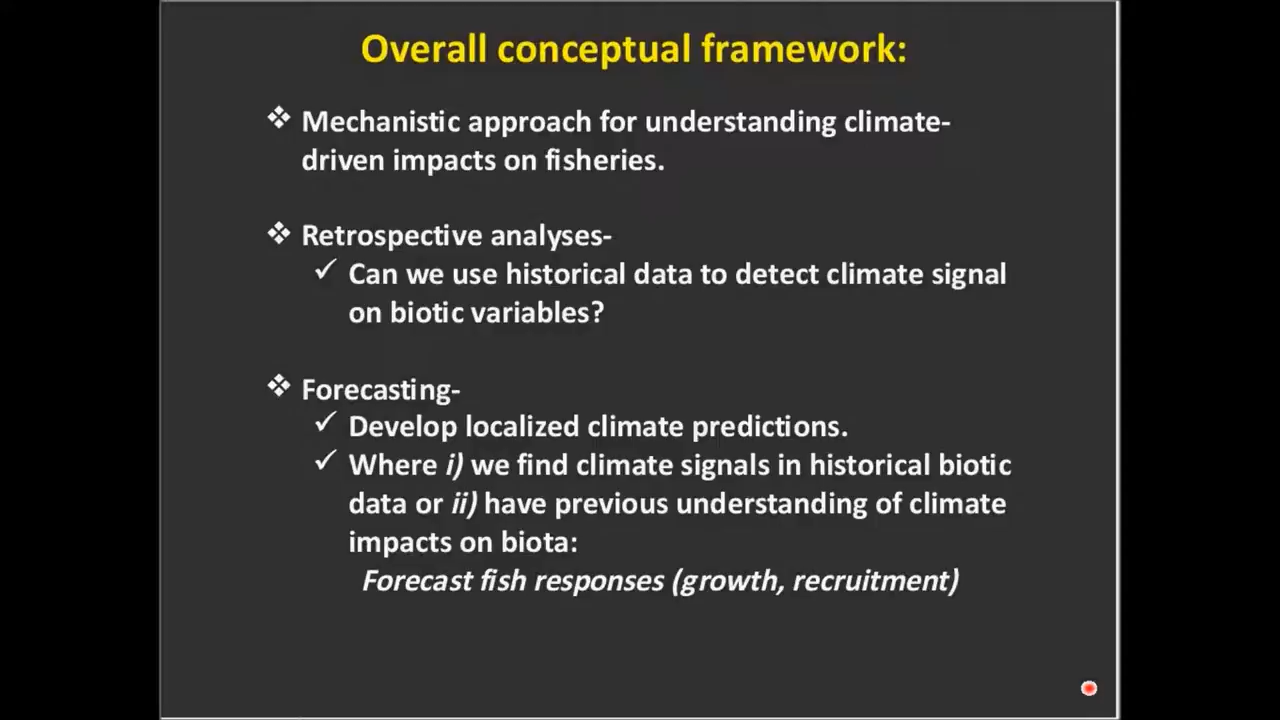 Overall conceptual framework:
❖ Mechanistic approach for understanding climate-
driven impacts on fisheries.
❖ Retrospective analyses-
✓ Can we use historical data to detect climate signal
on biotic variables?
❖ Forecasting-
✓ Develop localized climate predictions.
✓ Where i) we find climate signals in historical biotic
data or ii) have previous understanding of climate
impacts on biota:
Forecast fish responses (growth, recruitment)